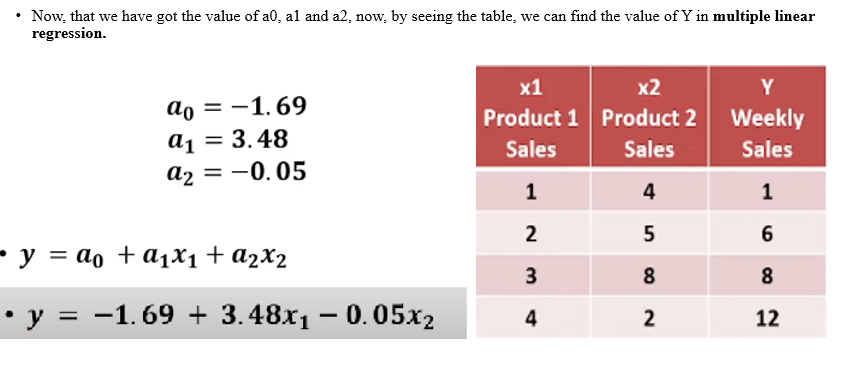 • Now, that we have got the value of a0, a1 and a2, now, by seeing the table, we can find the value of Y in multiple linear
regression.
a₀ = −1.69
a₁ = 3.48
a₂ = −0.05
• y = a₀ + a₁x₁ + a₂x₂
• y = −1.69 + 3.48x₁ − 0.05x₂
x1 x2 Y
Product 1 Product 2 Weekly
Sales Sales Sales
1 4 1
2 5 6
3 8 8
4 2 12